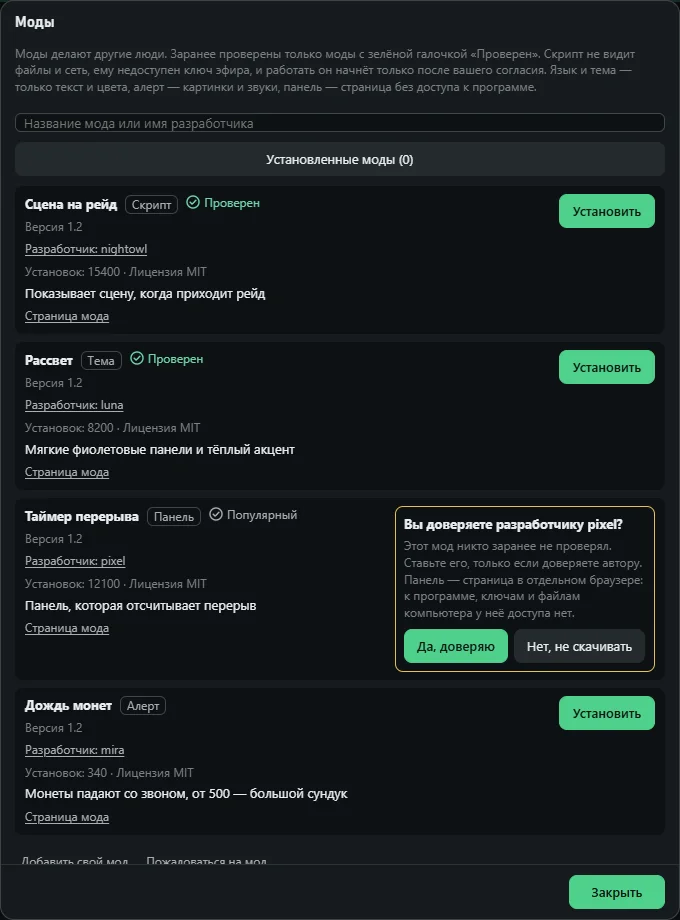 Моды
Моды делают другие люди. Заранее проверены только моды с зелёной галочкой «Проверен». Скрипт не видит
файлы и сеть, ему недоступен ключ эфира, и работать он начнёт только после вашего согласия. Язык и тема —
только текст и цвета, алерт — картинки и звуки, панель — страница без доступа к программе.
Название мода или имя разработчика
Установленные моды (0)
Сцена на рейд Скрипт Проверен
Установить
Версия 1.2
Разработчик: nightowl
Установок: 15400 · Лицензия MIT
Показывает сцену, когда приходит рейд
Страница мода
Рассвет Тема Проверен
Установить
Версия 1.2
Разработчик: luna
Установок: 8200 · Лицензия MIT
Мягкие фиолетовые панели и тёплый акцент
Страница мода
Таймер перерыва Панель Популярный
Версия 1.2
Разработчик: pixel
Установок: 12100 · Лицензия MIT
Панель, которая отсчитывает перерыв
Страница мода
Вы доверяете разработчику pixel?
Этот мод никто заранее не проверял.
Ставьте его, только если доверяете автору.
Панель — страница в отдельном браузере:
к программе, ключам и файлам
компьютера у неё доступа нет.
Да, доверяю Нет, не скачивать
Дождь монет Алерт
Установить
Версия 1.2
Разработчик: mira
Установок: 340 · Лицензия MIT
Монеты падают со звоном, от 500 — большой сундук
Страница мода
Добавить свой мод Пожаловаться на мод
Закрыть